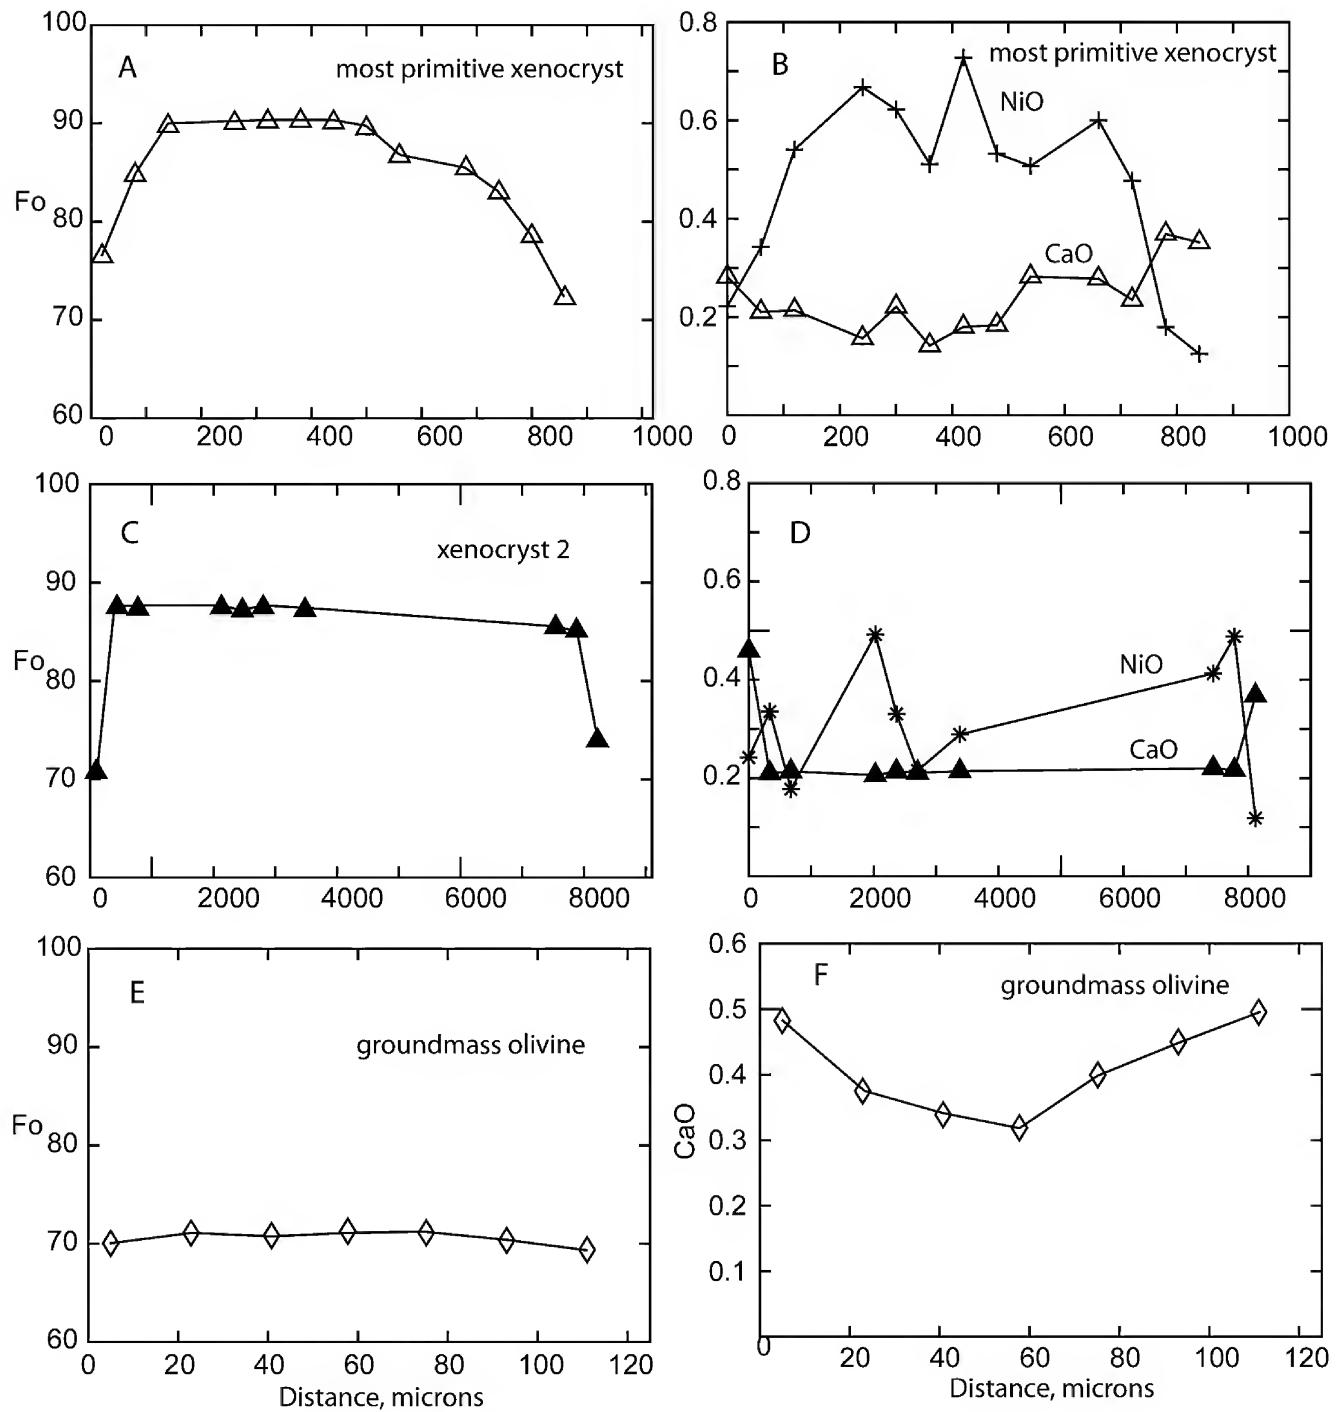 100
90
Fo
80
70
60
A
most primitive xenocryst
0 200 400 600 800 1000
0.8
0.6
0.4
0.2
B
most primitive xenocryst
NiO
CaO
0 200 400 600 800 1000
100
90
Fo
80
70
60
C
xenocryst 2
0 2000 4000 6000 8000
0.8
0.6
0.4
0.2
D
NiO
CaO
0 2000 4000 6000 8000
100
90
Fo
80
70
60
E
groundmass olivine
0 20 40 60 80 100 120
Distance, microns
0.6
0.5
0.4
CaO
0.3
0.2
0.1
F
groundmass olivine
0 20 40 60 80 100 120
Distance, microns